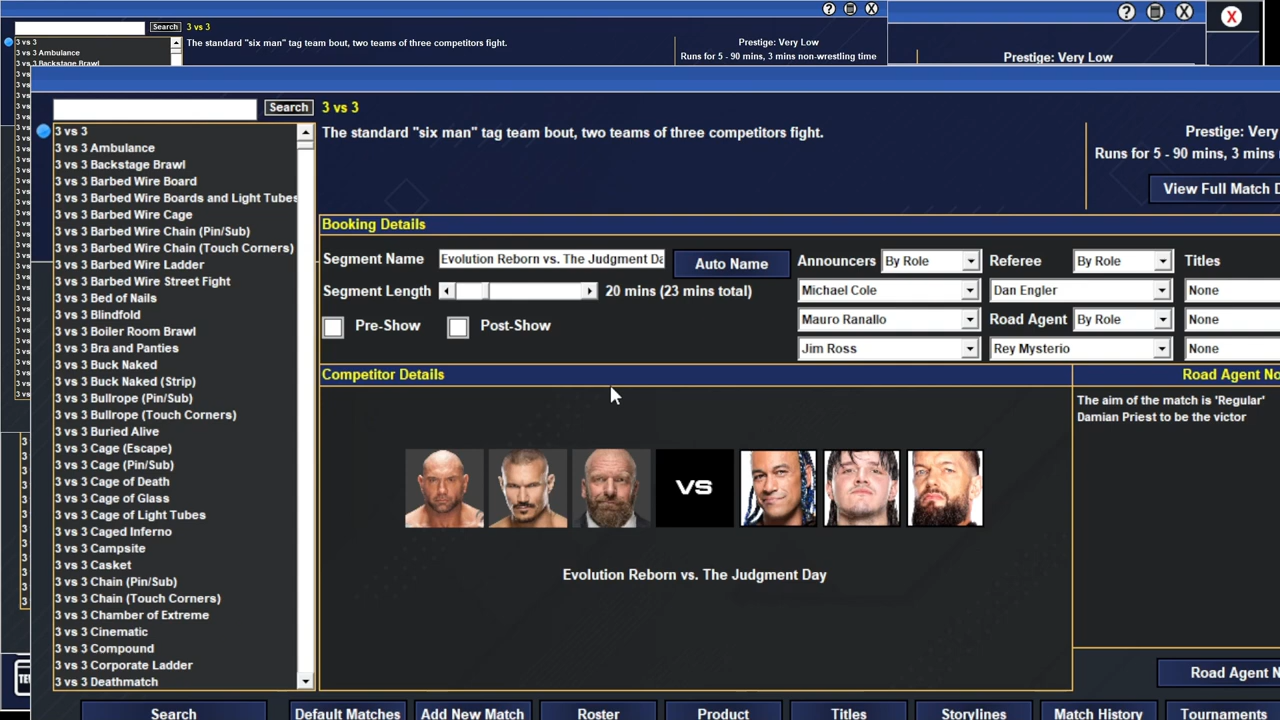 Search
3 vs 3
3 vs 3
3 vs 3 Ambulance
3 vs 3 Backstage Brawl
The standard "six man" tag team bout, two teams of three competitors fight.
Prestige: Very Low
Runs for 5 - 90 mins, 3 mins non-wrestling time
?
X
?
X
X
Prestige: Very Low
Search
3 vs 3
The standard "six man" tag team bout, two teams of three competitors fight.
Prestige: Very
Runs for 5 - 90 mins, 3 mins
View Full Match D
3 vs 3
3 vs 3 Ambulance
3 vs 3 Backstage Brawl
3 vs 3 Barbed Wire Board
3 vs 3 Barbed Wire Boards and Light Tubes
3 vs 3 Barbed Wire Cage
3 vs 3 Barbed Wire Chain (Pin/Sub)
3 vs 3 Barbed Wire Chain (Touch Corners)
3 vs 3 Barbed Wire Ladder
3 vs 3 Barbed Wire Street Fight
3 vs 3 Bed of Nails
3 vs 3 Blindfold
3 vs 3 Boiler Room Brawl
3 vs 3 Bra and Panties
3 vs 3 Buck Naked
3 vs 3 Buck Naked (Strip)
3 vs 3 Bullrope (Pin/Sub)
3 vs 3 Bullrope (Touch Corners)
3 vs 3 Buried Alive
3 vs 3 Cage (Escape)
3 vs 3 Cage (Pin/Sub)
3 vs 3 Cage of Death
3 vs 3 Cage of Glass
3 vs 3 Cage of Light Tubes
3 vs 3 Caged Inferno
3 vs 3 Campsite
3 vs 3 Casket
3 vs 3 Chain (Pin/Sub)
3 vs 3 Chain (Touch Corners)
3 vs 3 Chamber of Extreme
3 vs 3 Cinematic
3 vs 3 Compound
3 vs 3 Corporate Ladder
3 vs 3 Deathmatch
Booking Details
Segment Name
Evolution Reborn vs. The Judgment Da
Auto Name
Segment Length
20 mins (23 mins total)
Pre-Show
Post-Show
Announcers
By Role
Michael Cole
Mauro Ranallo
Jim Ross
Referee
By Role
Dan Engler
Road Agent
By Role
Rey Mysterio
Titles
None
None
None
Competitor Details
VS
Evolution Reborn vs. The Judgment Day
Road Agent No
The aim of the match is 'Regular'
Damian Priest to be the victor
Road Agent N
Search
Default Matches
Add New Match
Roster
Product
Titles
Storylines
Match History
Tournaments